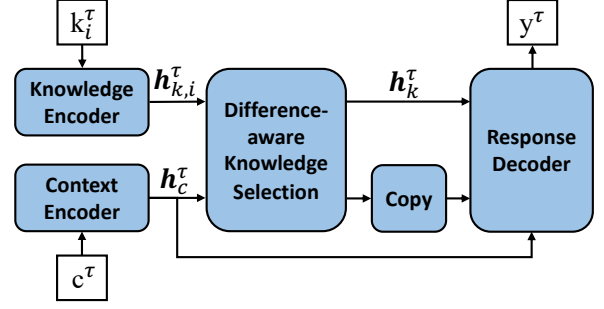 k_i^τ
y^τ
Knowledge
Encoder
h_{k,i}^τ
Difference-
aware
Knowledge
Selection
h_k^τ
Response
Decoder
Context
Encoder
h_c^τ
Copy
c^τ